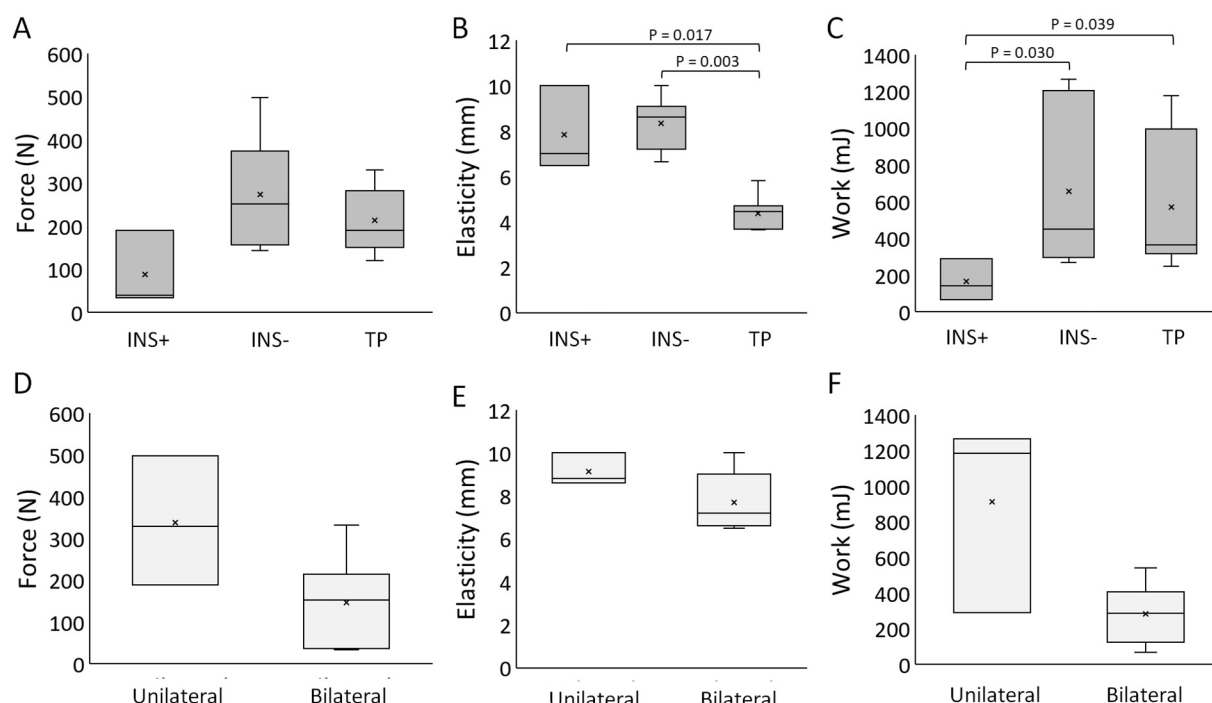 A
Force (N)
600
500
400
300
200
100
0
INS+ INS- TP
B
Elasticity (mm)
12
10
8
6
4
2
0
P = 0.017
P = 0.003
INS+ INS- TP
C
Work (mJ)
1400
1200
1000
800
600
400
200
0
P = 0.039
P = 0.030
INS+ INS- TP
D
Force (N)
600
500
400
300
200
100
0
Unilateral Bilateral
E
Elasticity (mm)
12
10
8
6
4
2
0
Unilateral Bilateral
F
Work (mJ)
1400
1200
1000
800
600
400
200
0
Unilateral Bilateral